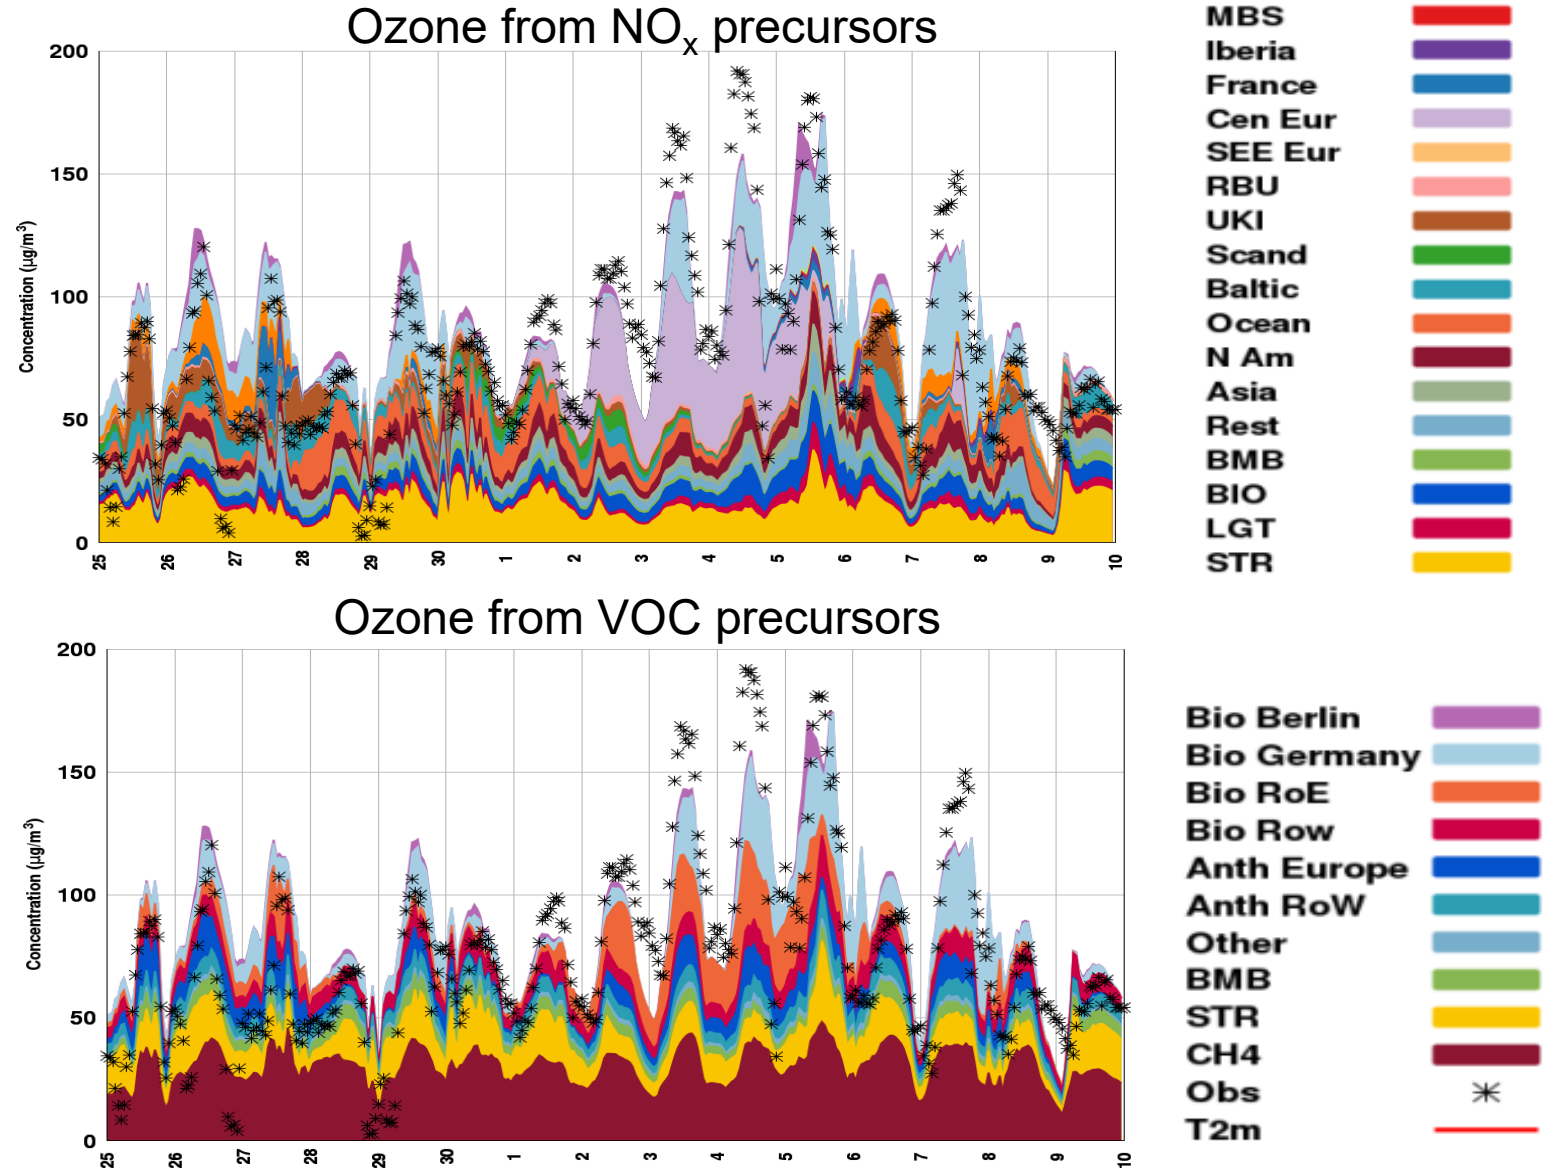 Ozone from NOx precursors
200
150
100
50
0
Concentration (µg/m³)
25 26 27 28 29 30 1 2 3 4 5 6 7 8 9 10
MBS
Iberia
France
Cen Eur
SEE Eur
RBU
UKI
Scand
Baltic
Ocean
N Am
Asia
Rest
BMB
BIO
LGT
STR
Ozone from VOC precursors
200
150
100
50
0
Concentration (µg/m³)
25 26 27 28 29 30 1 2 3 4 5 6 7 8 9 10
Bio Berlin
Bio Germany
Bio RoE
Bio Row
Anth Europe
Anth RoW
Other
BMB
STR
CH4
Obs
T2m